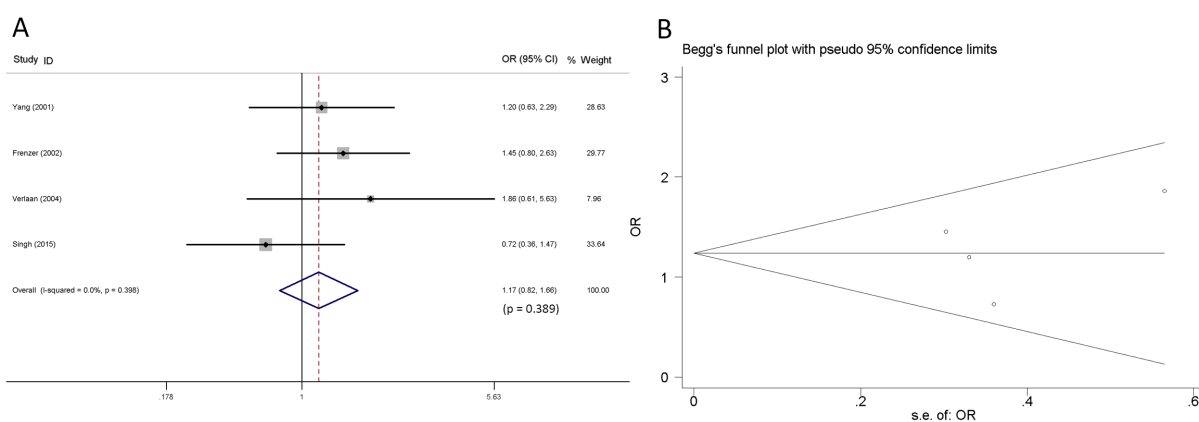 A
Study ID OR (95% CI) % Weight
Yang (2001) 1.20 (0.63, 2.29) 28.63
Frenzer (2002) 1.45 (0.80, 2.63) 29.77
Verlaan (2004) 1.86 (0.61, 5.63) 7.96
Singh (2015) 0.72 (0.36, 1.47) 33.64
Overall (I-squared = 0.0%, p = 0.398) 1.17 (0.82, 1.66) 100.00
(p = 0.389)
.178 1 5.63
B
Begg's funnel plot with pseudo 95% confidence limits
3
2
OR
1
0
0 .2 .4 .6
s.e. of: OR